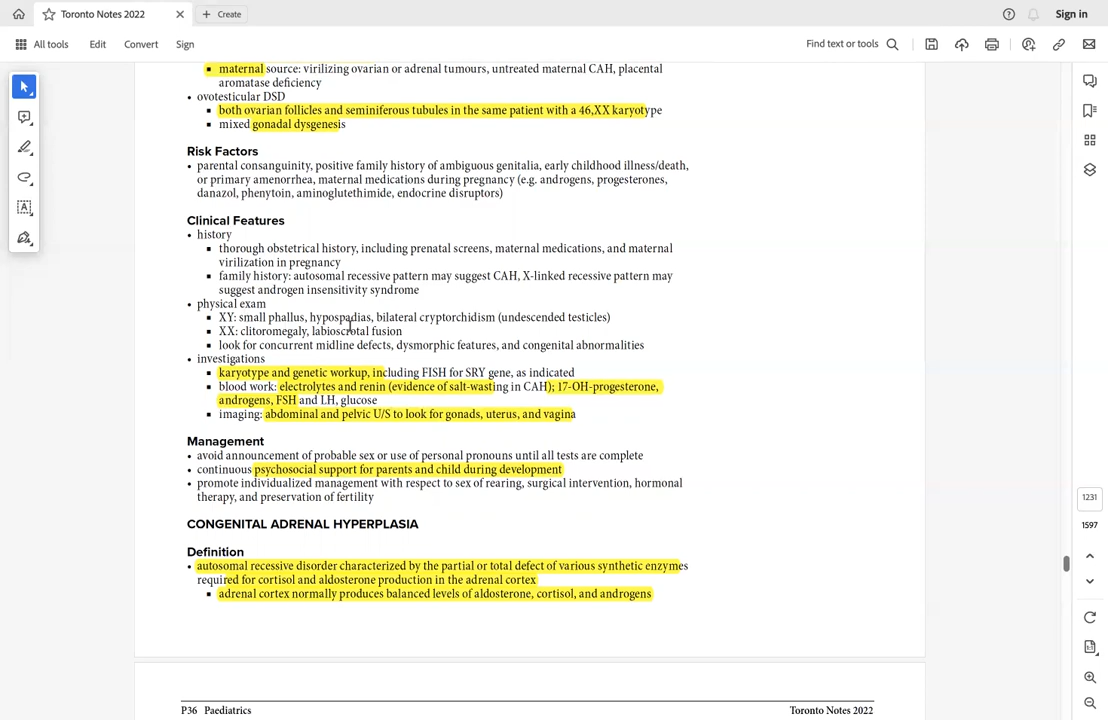 Toronto Notes 2022
Create
Sign in
All tools
Edit
Convert
Sign
Find text or tools
▪ maternal source: virilizing ovarian or adrenal tumours, untreated maternal CAH, placental
aromatase deficiency
• ovotesticular DSD
▪ both ovarian follicles and seminiferous tubules in the same patient with a 46,XX karyotype
▪ mixed gonadal dysgenesis
Risk Factors
• parental consanguinity, positive family history of ambiguous genitalia, early childhood illness/death,
or primary amenorrhea, maternal medications during pregnancy (e.g. androgens, progesterones,
danazol, phenytoin, aminoglutethimide, endocrine disruptors)
Clinical Features
• history
▪ thorough obstetrical history, including prenatal screens, maternal medications, and maternal
virilization in pregnancy
▪ family history: autosomal recessive pattern may suggest CAH, X-linked recessive pattern may
suggest androgen insensitivity syndrome
• physical exam
▪ XY: small phallus, hypospadias, bilateral cryptorchidism (undescended testicles)
▪ XX: clitoromegaly, labioscrotal fusion
▪ look for concurrent midline defects, dysmorphic features, and congenital abnormalities
• investigations
▪ karyotype and genetic workup, including FISH for SRY gene, as indicated
▪ blood work: electrolytes and renin (evidence of salt-wasting in CAH); 17-OH-progesterone,
androgens, FSH and LH, glucose
▪ imaging: abdominal and pelvic U/S to look for gonads, uterus, and vagina
Management
• avoid announcement of probable sex or use of personal pronouns until all tests are complete
• continuous psychosocial support for parents and child during development
• promote individualized management with respect to sex of rearing, surgical intervention, hormonal
therapy, and preservation of fertility
CONGENITAL ADRENAL HYPERPLASIA
Definition
• autosomal recessive disorder characterized by the partial or total defect of various synthetic enzymes
required for cortisol and aldosterone production in the adrenal cortex
▪ adrenal cortex normally produces balanced levels of aldosterone, cortisol, and androgens
1231
1597
P36 Paediatrics
Toronto Notes 2022